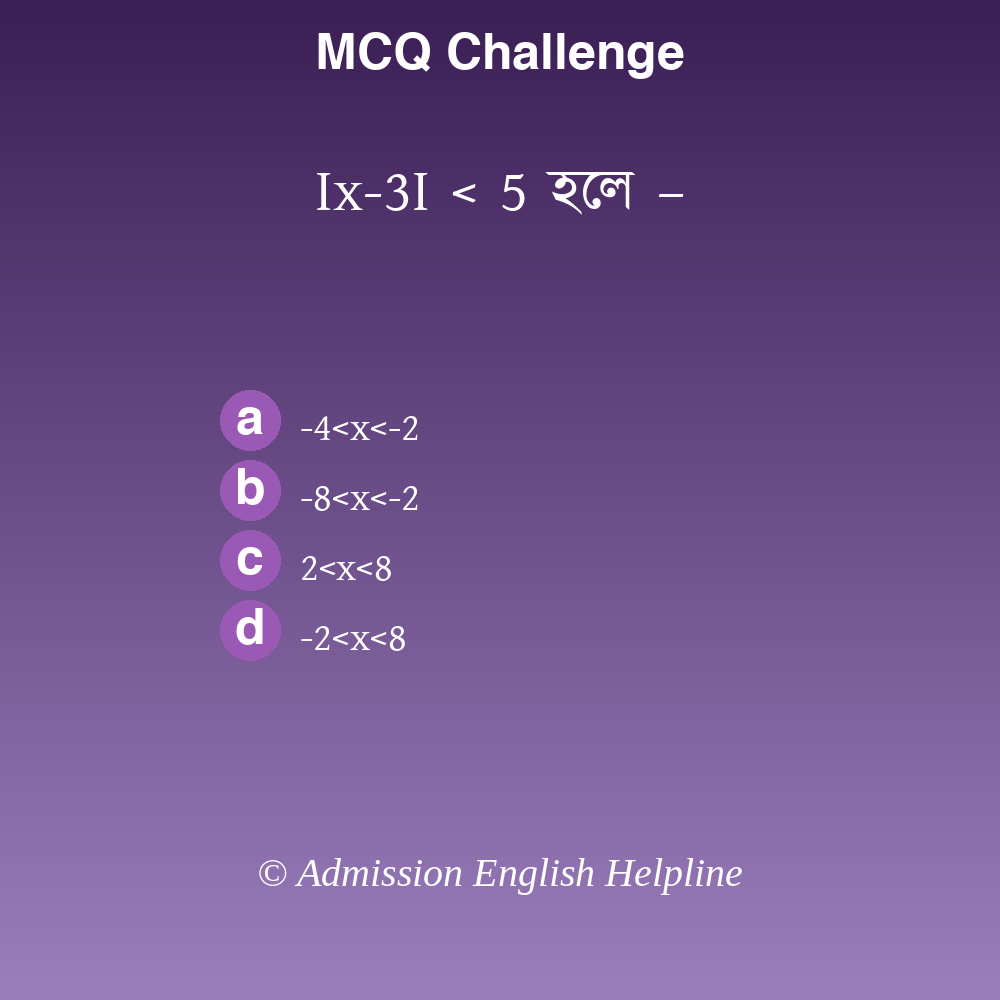 MCQ Challenge
Ix-3I < 5 হলে –
a -4<x<-2
b -8<x<-2
c 2<x<8
d -2<x<8
© Admission English Helpline